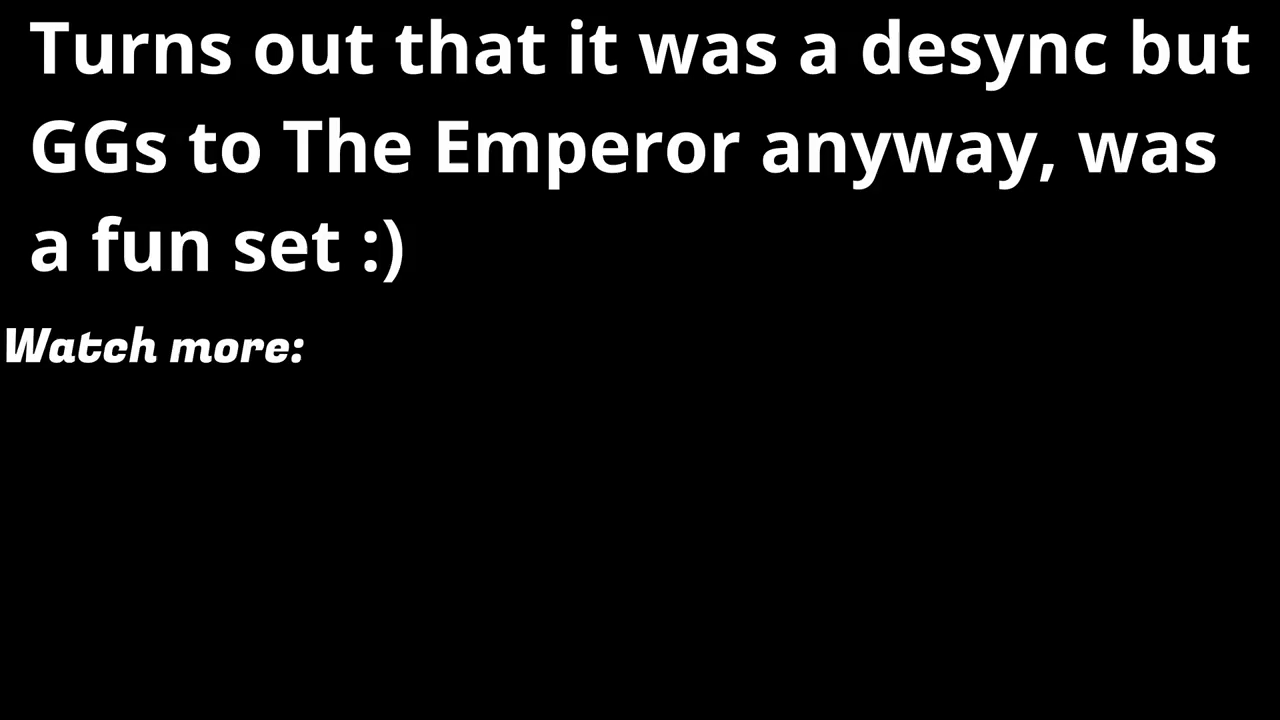 Turns out that it was a desync but
GGs to The Emperor anyway, was
a fun set :)
Watch more: